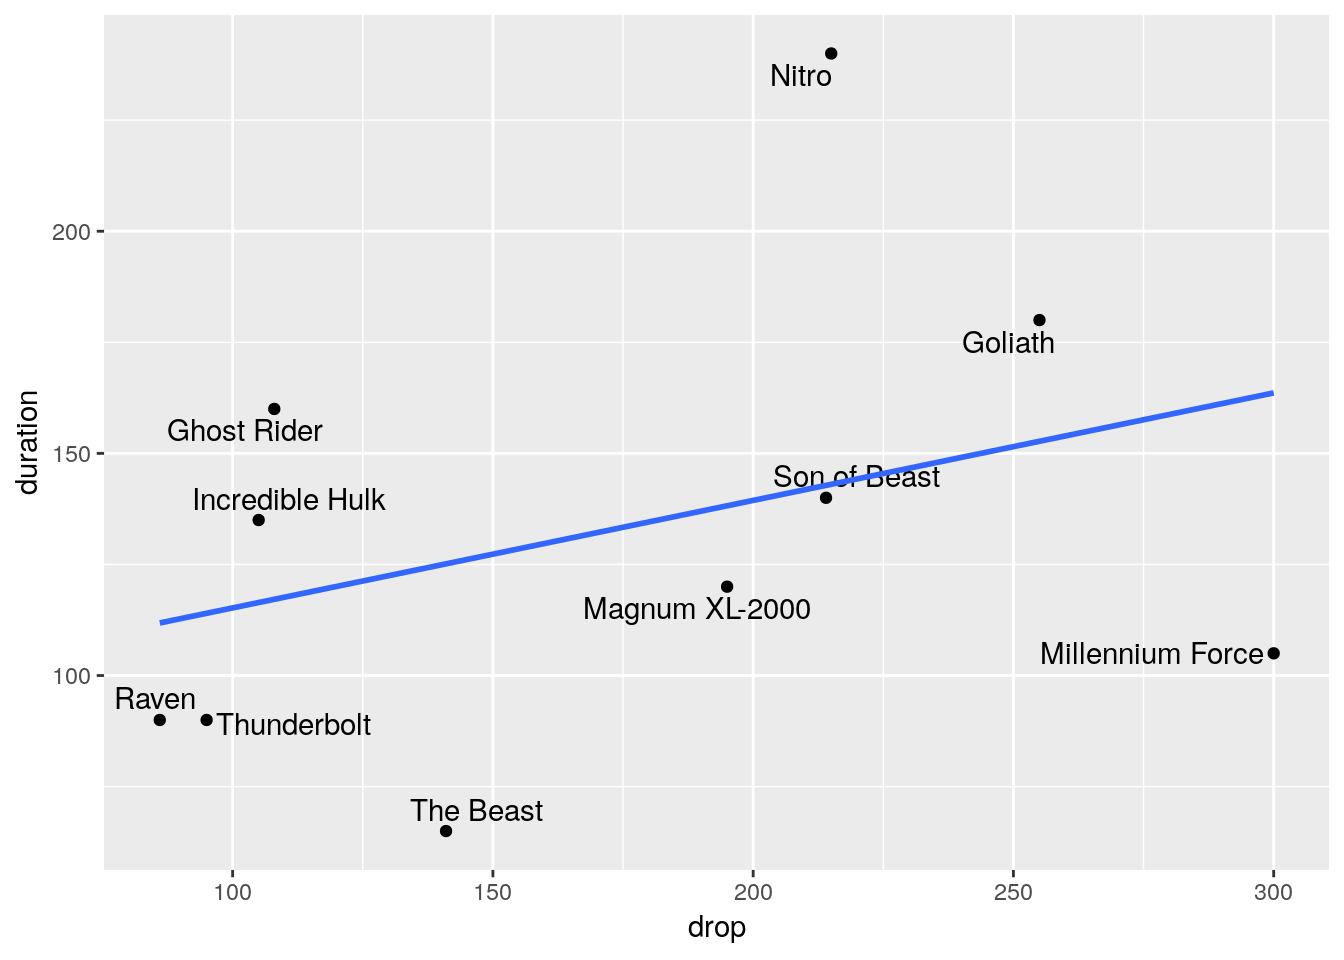 Nitro
200
Goliath
Ghost Rider
150
Son of Beast
Incredible Hulk
Magnum XL-2000
Millennium Force
100
Raven
Thunderbolt
The Beast
100 150 200 250 300
drop
duration